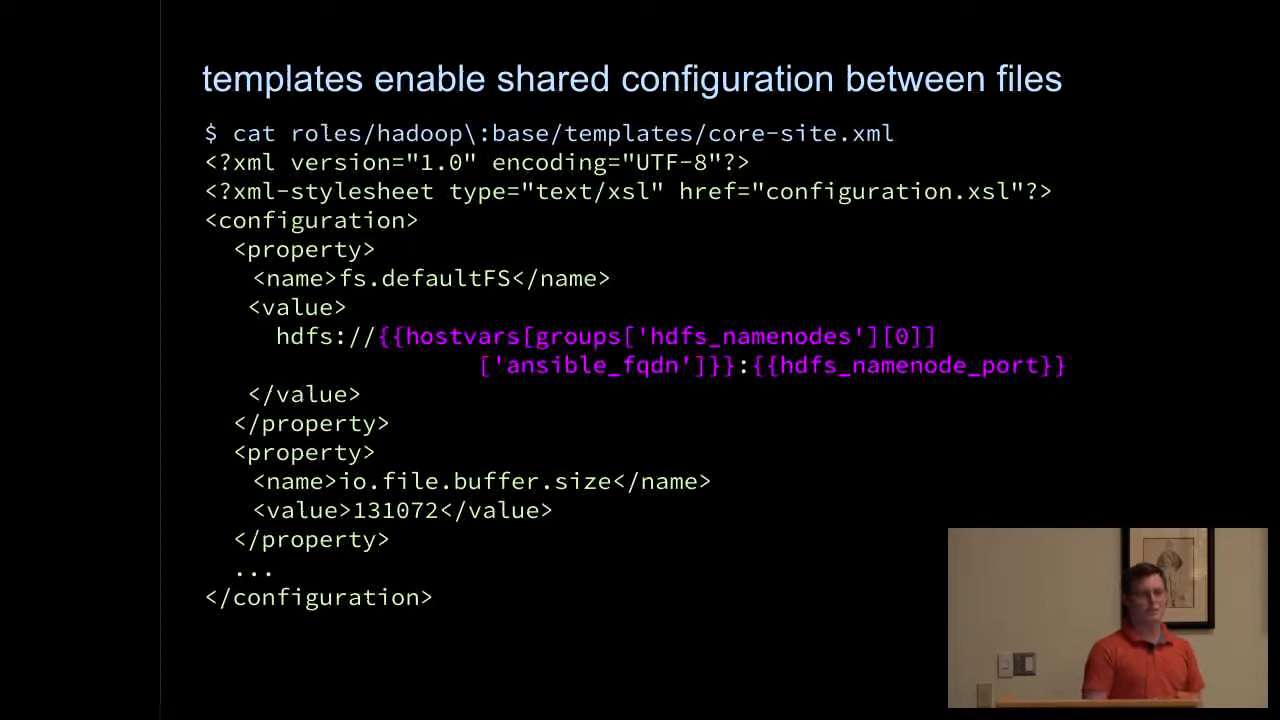 templates enable shared configuration between files
$ cat roles/hadoop\:base/templates/core-site.xml
<?xml version="1.0" encoding="UTF-8"?>
<?xml-stylesheet type="text/xsl" href="configuration.xsl"?>
<configuration>
<property>
<name>fs.defaultFS</name>
<value>
hdfs://{{hostvars[groups['hdfs_namenodes'][0]]
['ansible_fqdn']}}:{{hdfs_namenode_port}}
</value>
</property>
<property>
<name>io.file.buffer.size</name>
<value>131072</value>
</property>
...
</configuration>